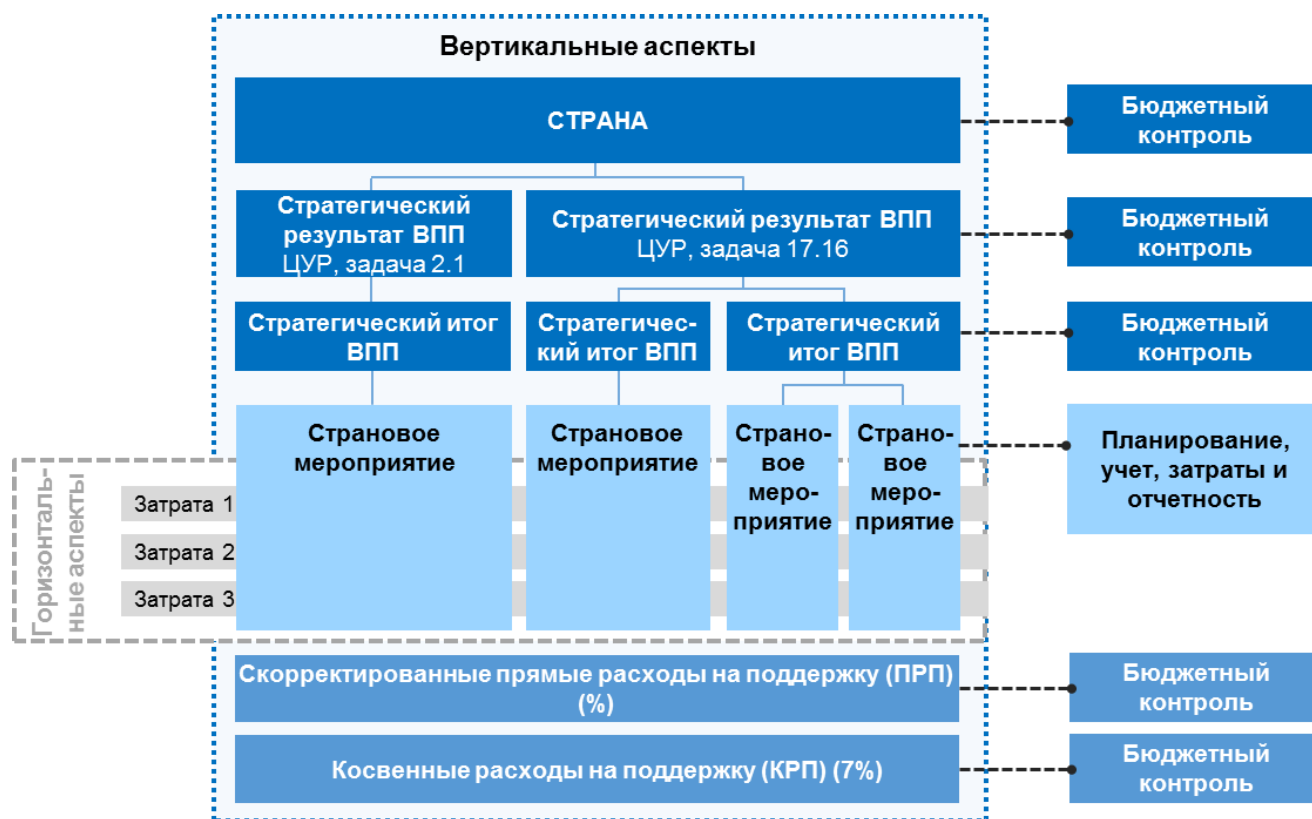 Вертикальные аспекты
СТРАНА
Бюджетный
контроль
Стратегический
результат ВПП
ЦУР, задача 2.1
Стратегический результат ВПП
ЦУР, задача 17.16
Бюджетный
контроль
Стратегический итог
ВПП
Стратегичес-
кий итог ВПП
Стратегический
итог ВПП
Бюджетный
контроль
Страновое
мероприятие
Страновое
мероприятие
Страно-
вое
меро-
приятие
Страно-
вое
меро-
приятие
Планирование,
учет, затраты и
отчетность
Горизонталь-
ные аспекты
Затрата 1
Затрата 2
Затрата 3
Скорректированные прямые расходы на поддержку (ПРП)
(%)
Бюджетный
контроль
Косвенные расходы на поддержку (КРП) (7%)
Бюджетный
контроль